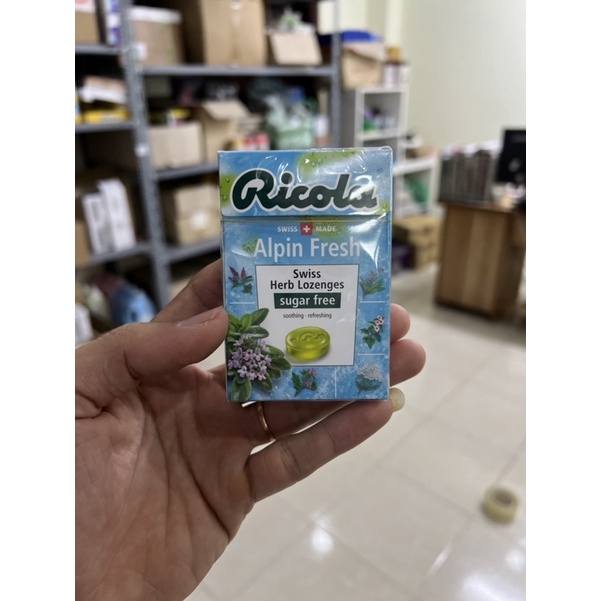 Ricola
SWISS MADE
Alpin Fresh
Swiss
Herb Lozenges
sugar free
soothing - refreshing